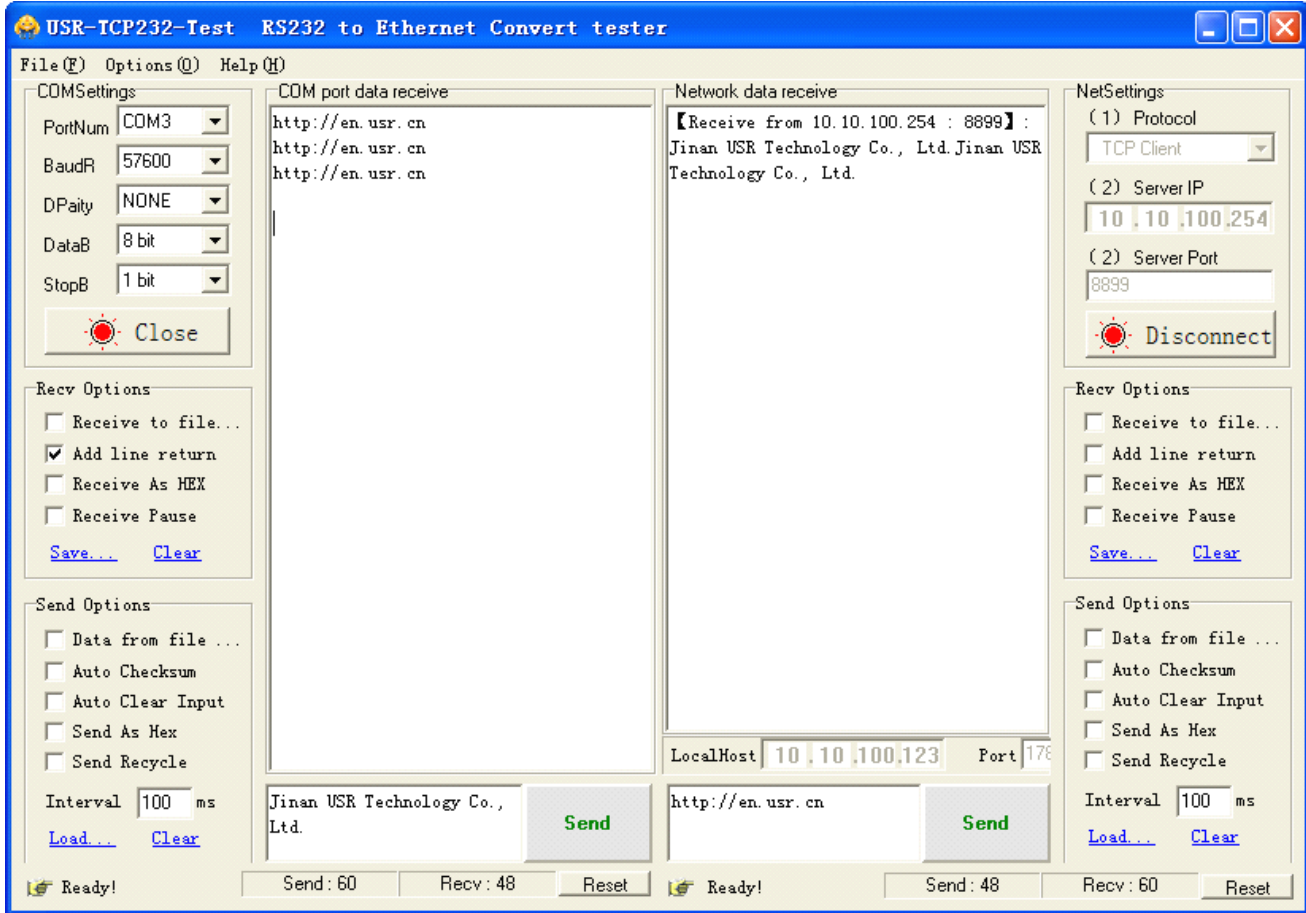 USR-TCP232-Test RS232 to Ethernet Convert tester
File(F) Options(O) Help(H)
COMSettings
PortNum COM3
BaudR 57600
DPaity NONE
DataB 8 bit
StopB 1 bit
Close
Recv Options
Receive to file...
Add line return
Receive As HEX
Receive Pause
Save... Clear
Send Options
Data from file ...
Auto Checksum
Auto Clear Input
Send As Hex
Send Recycle
Interval 100 ms
Load... Clear
COM port data receive
http://en.usr.cn
http://en.usr.cn
http://en.usr.cn
Jinan USR Technology Co.,
Ltd.
Send
Network data receive
【Receive from 10.10.100.254 : 8899】:
Jinan USR Technology Co., Ltd.Jinan USR
Technology Co., Ltd.
LocalHost 10 .10 .100.123 Port 178
http://en.usr.cn
Send
NetSettings
(1) Protocol
TCP Client
(2) Server IP
10 .10 .100.254
(2) Server Port
8899
Disconnect
Recv Options
Receive to file...
Add line return
Receive As HEX
Receive Pause
Save... Clear
Send Options
Data from file ...
Auto Checksum
Auto Clear Input
Send As Hex
Send Recycle
Interval 100 ms
Load... Clear
Ready! Send : 60 Recv : 48 Reset
Ready! Send : 48 Recv : 60 Reset